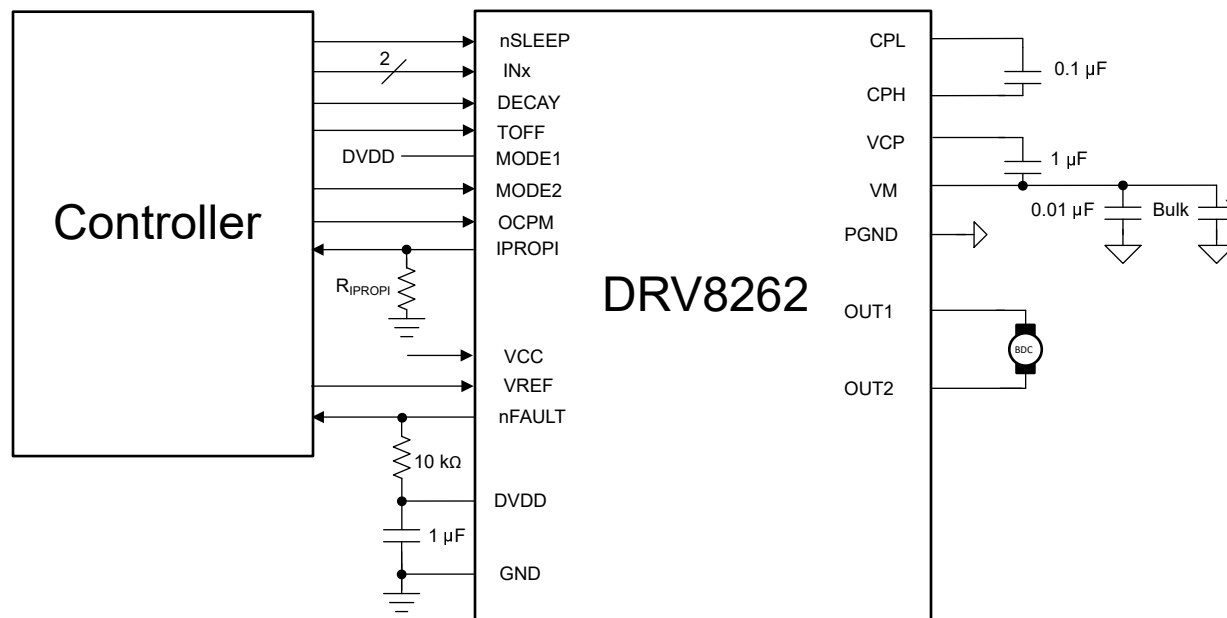 Controller
nSLEEP
2
INx
DECAY
TOFF
DVDD
MODE1
MODE2
OCPM
IPROPI
RIPROPI
VCC
VREF
nFAULT
10 kΩ
DVDD
1 µF
GND
DRV8262
CPL
0.1 µF
CPH
VCP
1 µF
VM
0.01 µF
Bulk
+
PGND
OUT1
BDC
OUT2